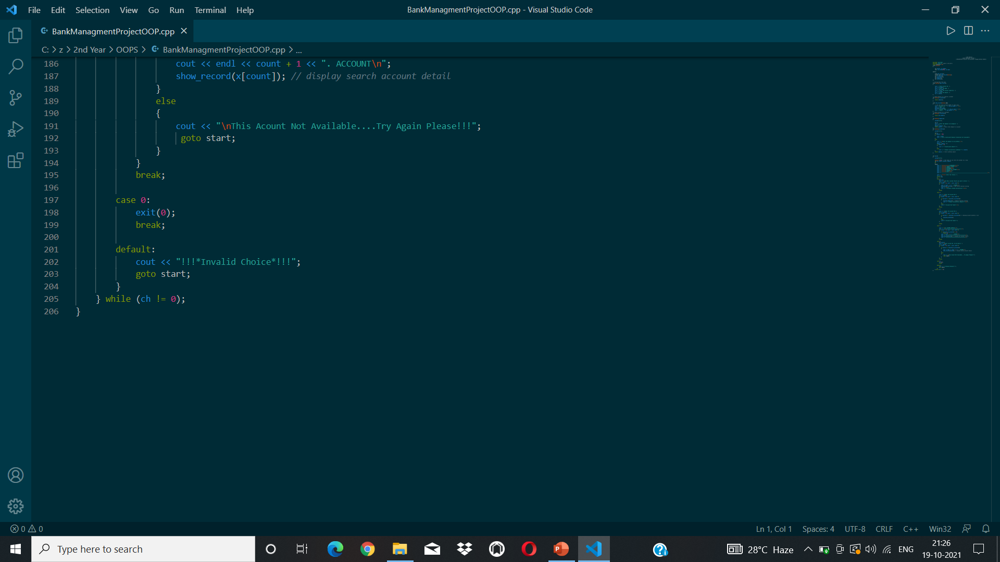 File Edit Selection View Go Run Terminal Help
BankManagmentProjectOOP.cpp - Visual Studio Code
BankManagmentProjectOOP.cpp
C: > z > 2nd Year > OOPS > BankManagmentProjectOOP.cpp > ...
186 cout << endl << count + 1 << ". ACCOUNT\n";
187 show_record(x[count]); // display search account detail
188 }
189 else
190 {
191 cout << "\nThis Acount Not Available....Try Again Please!!!";
192 goto start;
193 }
194 }
195 break;
196
197 case 0:
198 exit(0);
199 break;
200
201 default:
202 cout << "!!!*Invalid Choice*!!!";
203 goto start;
204 }
205 } while (ch != 0);
206 }
0 0
Ln 1, Col 1 Spaces: 4 UTF-8 CRLF C++ Win32
Type here to search
28°C Haze
ENG
21:26
19-10-2021